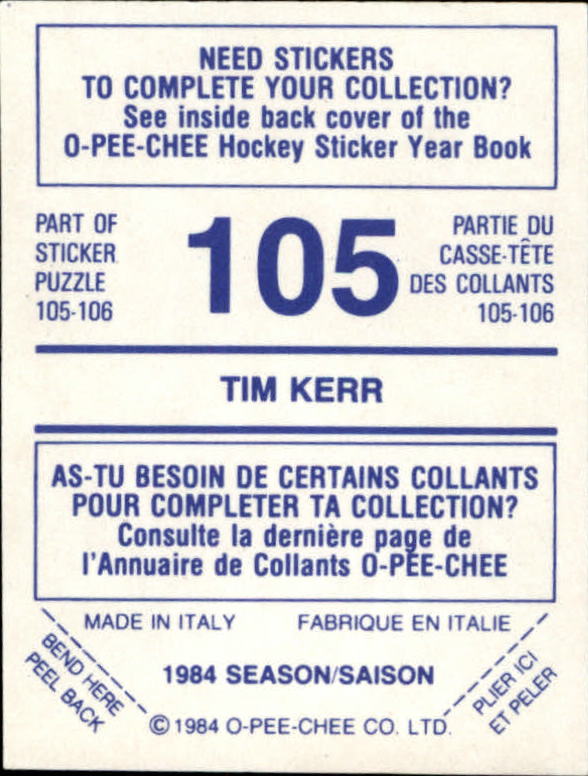 NEED STICKERS
TO COMPLETE YOUR COLLECTION?
See inside back cover of the
O-PEE-CHEE Hockey Sticker Year Book
PART OF
STICKER
PUZZLE
105-106
105
PARTIE DU
CASSE-TÊTE
DES COLLANTS
105-106
TIM KERR
AS-TU BESOIN DE CERTAINS COLLANTS
POUR COMPLETER TA COLLECTION?
Consulte la dernière page de
l'Annuaire de Collants O-PEE-CHEE
MADE IN ITALY FABRIQUE EN ITALIE
BEND HERE
PEEL BACK
1984 SEASON/SAISON
PLIER ICI
ET PELER
© 1984 O-PEE-CHEE CO. LTD.